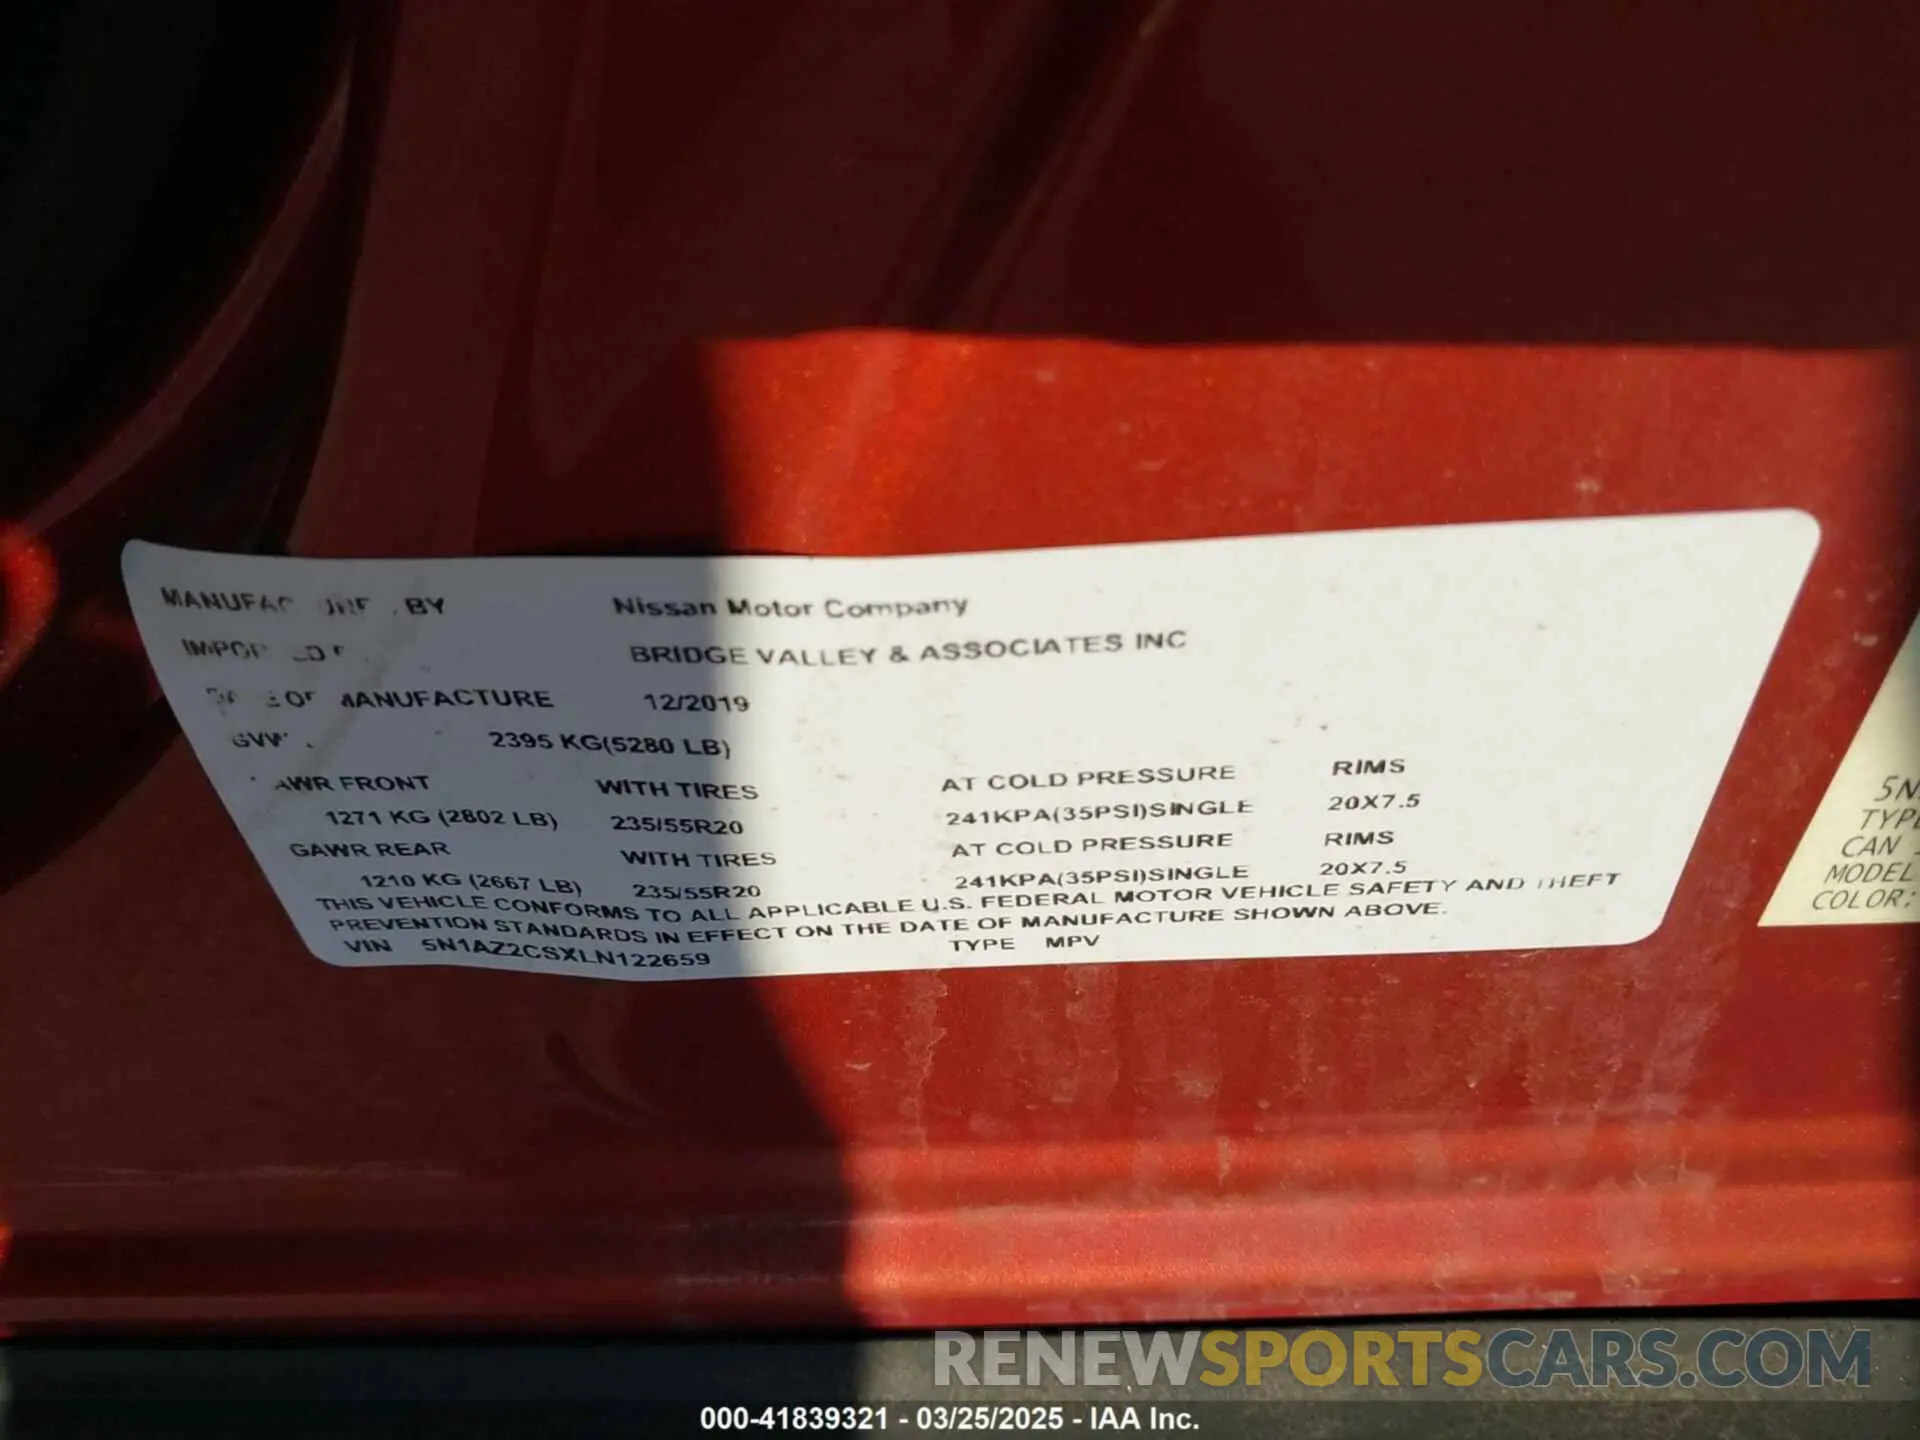 BY Nissan Motor Company
BRIDGE VALLEY & ASSOCIATES INC
MANUFACTURE 12/2019
2395 KG(5280 LB)
FRONT WITH TIRES AT COLD PRESSURE RIMS
1271 KG (2802 LB) 235/55R20 241KPA(35PSI)SINGLE 20X7.5
GAWR REAR WITH TIRES AT COLD PRESSURE RIMS
1210 KG (2667 LB) 235/55R20 241KPA(35PSI)SINGLE 20X7.5
THIS VEHICLE CONFORMS TO ALL APPLICABLE U.S. FEDERAL MOTOR VEHICLE SAFETY AND THEFT
PREVENTION STANDARDS IN EFFECT ON THE DATE OF MANUFACTURE SHOWN ABOVE.
VIN 5N1AZ2CSXLN122659 TYPE MPV
5N
TYPE
CAN
MODEL
COLOR:
RENEWSPORTSCARS.COM
000-41839321 - 03/25/2025 - IAA Inc.